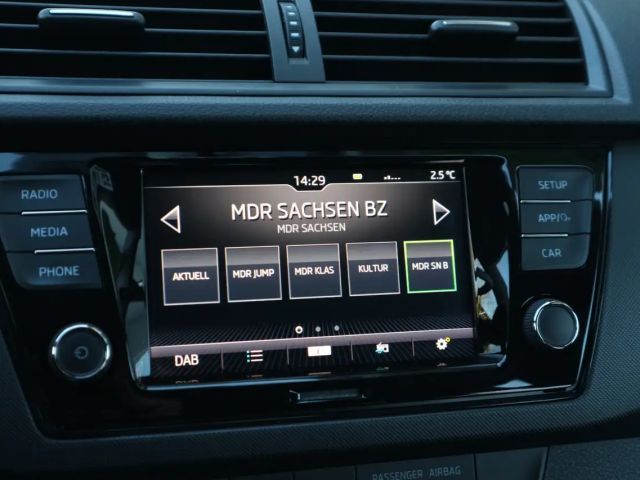 RADIO
MEDIA
PHONE
14:29
2.5°C
MDR SACHSEN BZ
MDR SACHSEN
AKTUELL
MDR JUMP
MDR KLAS
KULTUR
MDR SN B
DAB
SETUP
APP/
CAR
PASSENGER AIRBAG